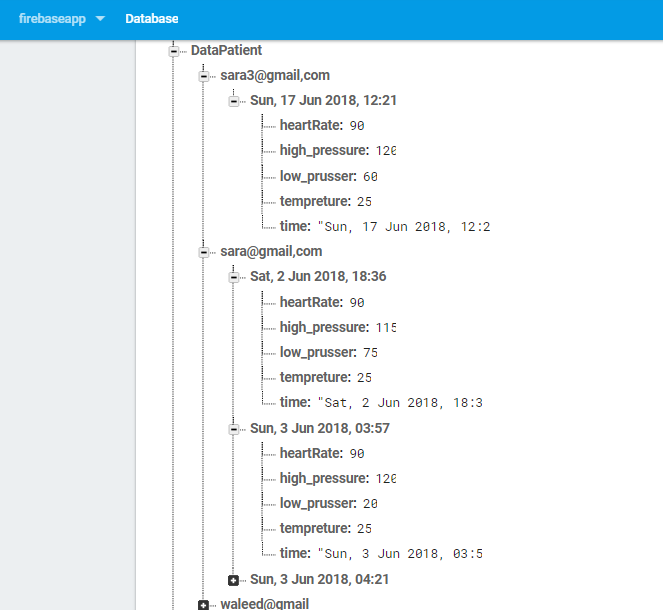 firebaseapp Database
DataPatient
sara3@gmail,com
Sun, 17 Jun 2018, 12:21
heartRate: 90
high_pressure: 120
low_prusser: 60
tempreture: 25
time: "Sun, 17 Jun 2018, 12:2
sara@gmail,com
Sat, 2 Jun 2018, 18:36
heartRate: 90
high_pressure: 115
low_prusser: 75
tempreture: 25
time: "Sat, 2 Jun 2018, 18:3
Sun, 3 Jun 2018, 03:57
heartRate: 90
high_pressure: 120
low_prusser: 20
tempreture: 25
time: "Sun, 3 Jun 2018, 03:5
Sun, 3 Jun 2018, 04:21
waleed@gmail